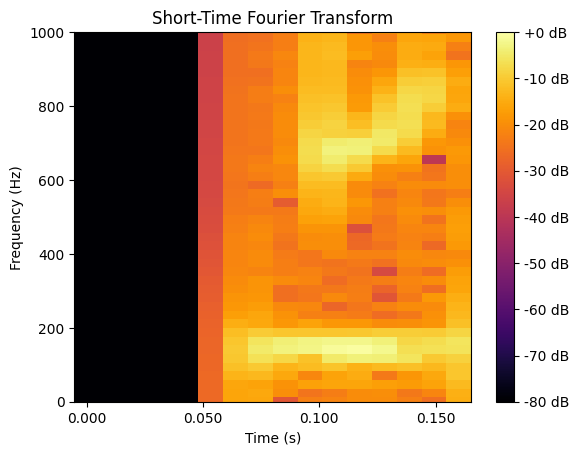 Short-Time Fourier Transform
1000
800
600
400
200
0
Frequency (Hz)
0.000
0.050
0.100
0.150
Time (s)
+0 dB
-10 dB
-20 dB
-30 dB
-40 dB
-50 dB
-60 dB
-70 dB
-80 dB